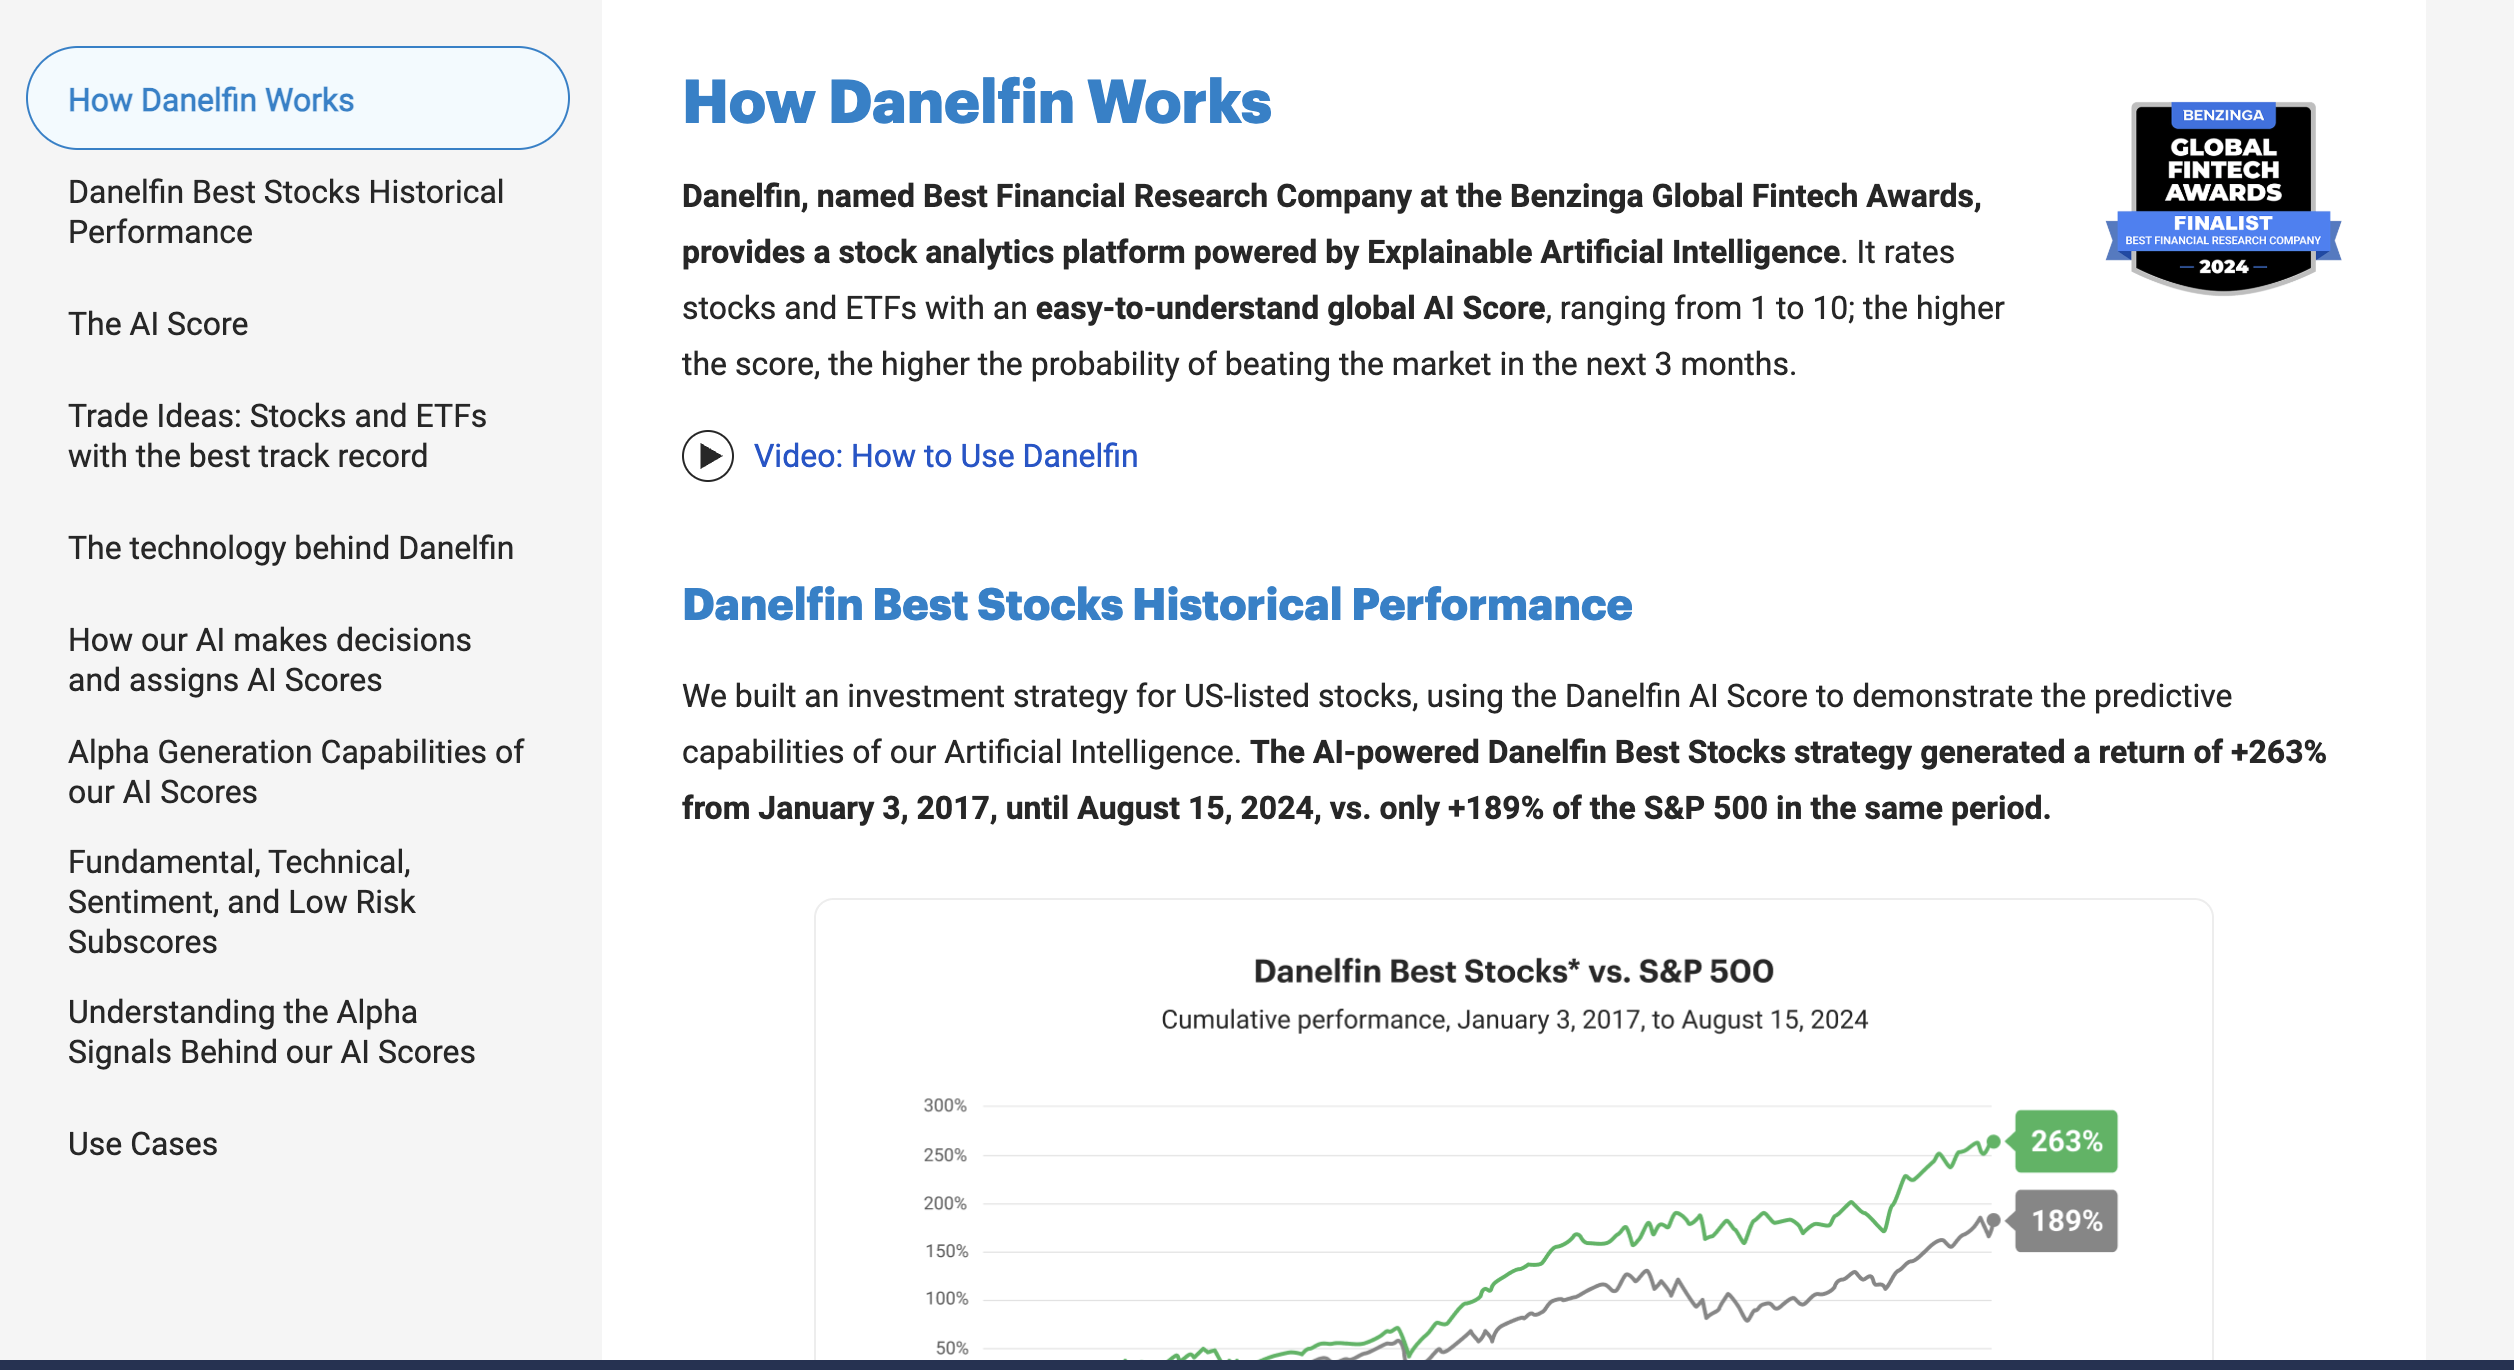 How Danelfin Works
Danelfin Best Stocks Historical
Performance
The AI Score
Trade Ideas: Stocks and ETFs
with the best track record
The technology behind Danelfin
How our AI makes decisions
and assigns AI Scores
Alpha Generation Capabilities of
our AI Scores
Fundamental, Technical,
Sentiment, and Low Risk
Subscores
Understanding the Alpha
Signals Behind our AI Scores
Use Cases
How Danelfin Works
Danelfin, named Best Financial Research Company at the Benzinga Global Fintech Awards,
provides a stock analytics platform powered by Explainable Artificial Intelligence. It rates
stocks and ETFs with an easy-to-understand global AI Score, ranging from 1 to 10; the higher
the score, the higher the probability of beating the market in the next 3 months.
BENZINGA
GLOBAL
FINTECH
AWARDS
FINALIST
BEST FINANCIAL RESEARCH COMPANY
2024
Video: How to Use Danelfin
Danelfin Best Stocks Historical Performance
We built an investment strategy for US-listed stocks, using the Danelfin AI Score to demonstrate the predictive
capabilities of our Artificial Intelligence. The AI-powered Danelfin Best Stocks strategy generated a return of +263%
from January 3, 2017, until August 15, 2024, vs. only +189% of the S&P 500 in the same period.
Danelfin Best Stocks* vs. S&P 500
Cumulative performance, January 3, 2017, to August 15, 2024
300%
263%
250%
200%
189%
150%
100%
50%